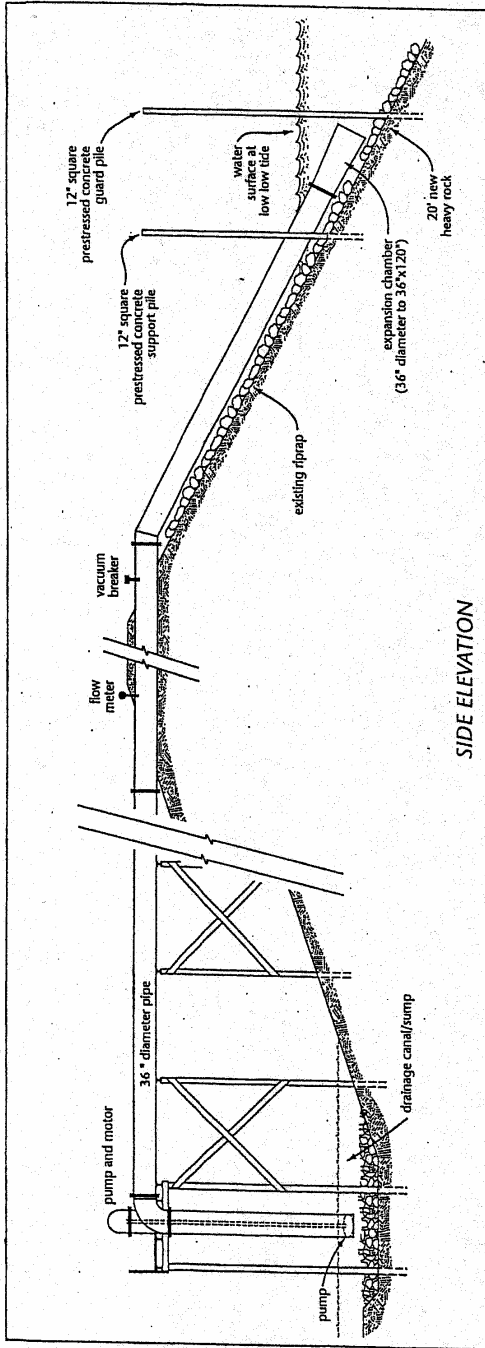 pump and motor
36" diameter pipe
pump
drainage canal/sump
flow
meter
vacuum
breaker
existing riprap
12" square
prestressed concrete
support pile
12" square
prestressed concrete
guard pile
water
surface at
low low tide
expansion chamber
(36" diameter to 36"x120")
20' new
heavy rock
SIDE ELEVATION